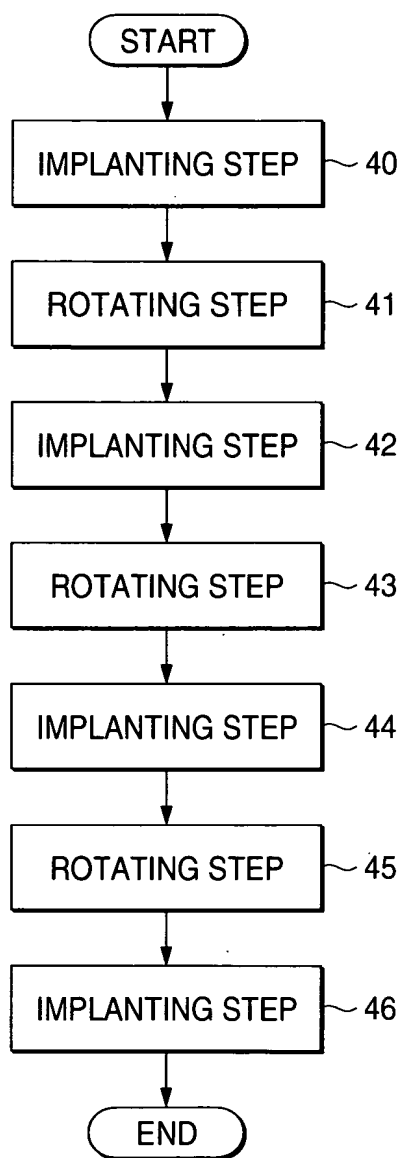 START
IMPLANTING STEP 40
ROTATING STEP 41
IMPLANTING STEP 42
ROTATING STEP 43
IMPLANTING STEP 44
ROTATING STEP 45
IMPLANTING STEP 46
END